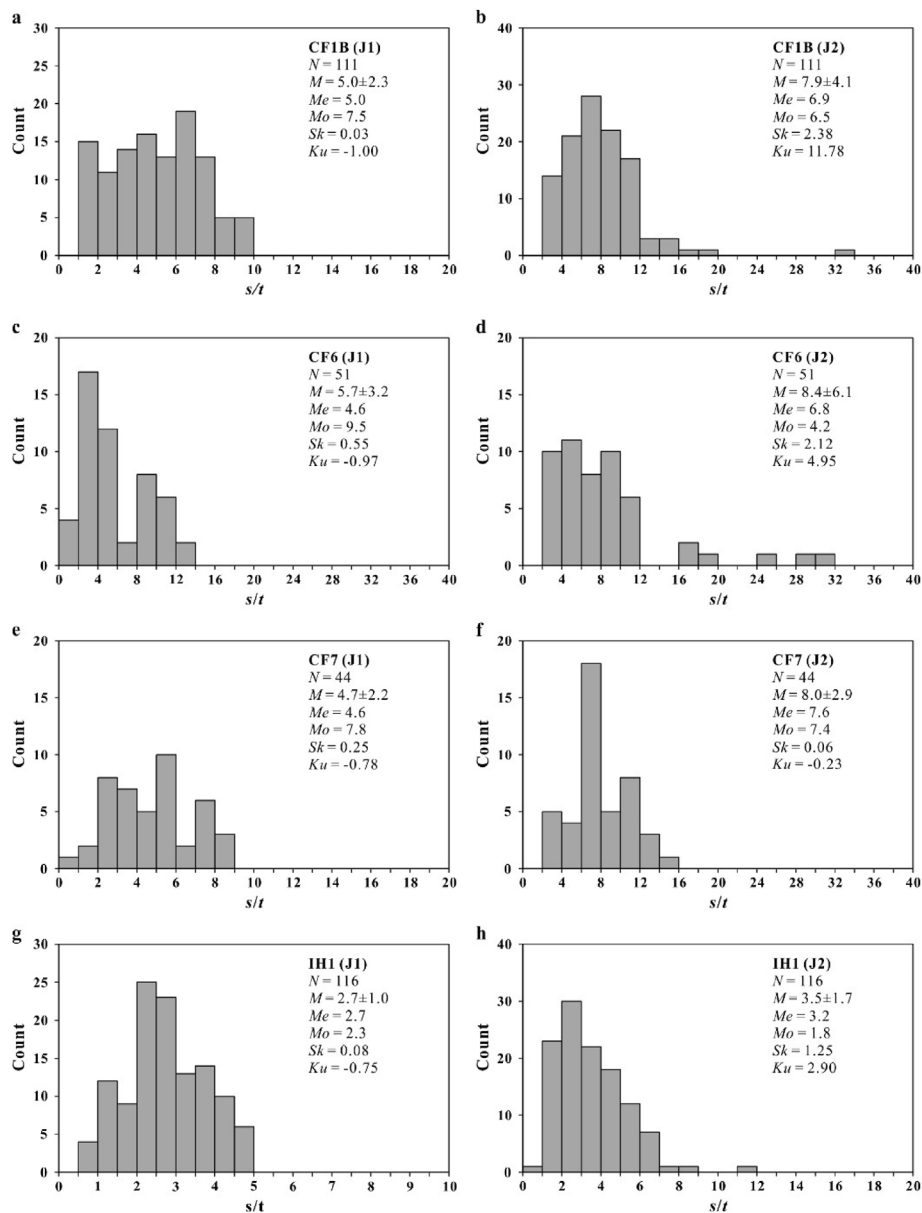 a
CF1B (J1)
N = 111
M = 5.0±2.3
Me = 5.0
Mo = 7.5
Sk = 0.03
Ku = -1.00
Count
30
25
20
15
10
5
0
0 2 4 6 8 10 12 14 16 18 20
s/t
b
CF1B (J2)
N = 111
M = 7.9±4.1
Me = 6.9
Mo = 6.5
Sk = 2.38
Ku = 11.78
Count
40
30
20
10
0
0 4 8 12 16 20 24 28 32 36 40
s/t
c
CF6 (J1)
N = 51
M = 5.7±3.2
Me = 4.6
Mo = 9.5
Sk = 0.55
Ku = -0.97
Count
20
15
10
5
0
0 4 8 12 16 20 24 28 32 36 40
s/t
d
CF6 (J2)
N = 51
M = 8.4±6.1
Me = 6.8
Mo = 4.2
Sk = 2.12
Ku = 4.95
Count
20
15
10
5
0
0 4 8 12 16 20 24 28 32 36 40
s/t
e
CF7 (J1)
N = 44
M = 4.7±2.2
Me = 4.6
Mo = 7.8
Sk = 0.25
Ku = -0.78
Count
20
15
10
5
0
0 2 4 6 8 10 12 14 16 18 20
s/t
f
CF7 (J2)
N = 44
M = 8.0±2.9
Me = 7.6
Mo = 7.4
Sk = 0.06
Ku = -0.23
Count
20
15
10
5
0
0 4 8 12 16 20 24 28 32 36 40
s/t
g
IH1 (J1)
N = 116
M = 2.7±1.0
Me = 2.7
Mo = 2.3
Sk = 0.08
Ku = -0.75
Count
30
25
20
15
10
5
0
0 1 2 3 4 5 6 7 8 9 10
s/t
h
IH1 (J2)
N = 116
M = 3.5±1.7
Me = 3.2
Mo = 1.8
Sk = 1.25
Ku = 2.90
Count
40
30
20
10
0
0 2 4 6 8 10 12 14 16 18 20
s/t